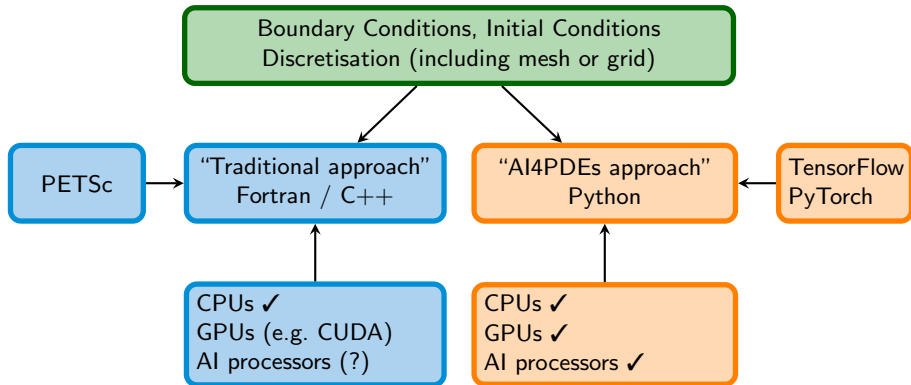 Boundary Conditions, Initial Conditions
Discretisation (including mesh or grid)
PETSc
“Traditional approach”
Fortran / C++
“AI4PDEs approach”
Python
TensorFlow
PyTorch
CPUs ✓
GPUs (e.g. CUDA)
AI processors (?)
CPUs ✓
GPUs ✓
AI processors ✓